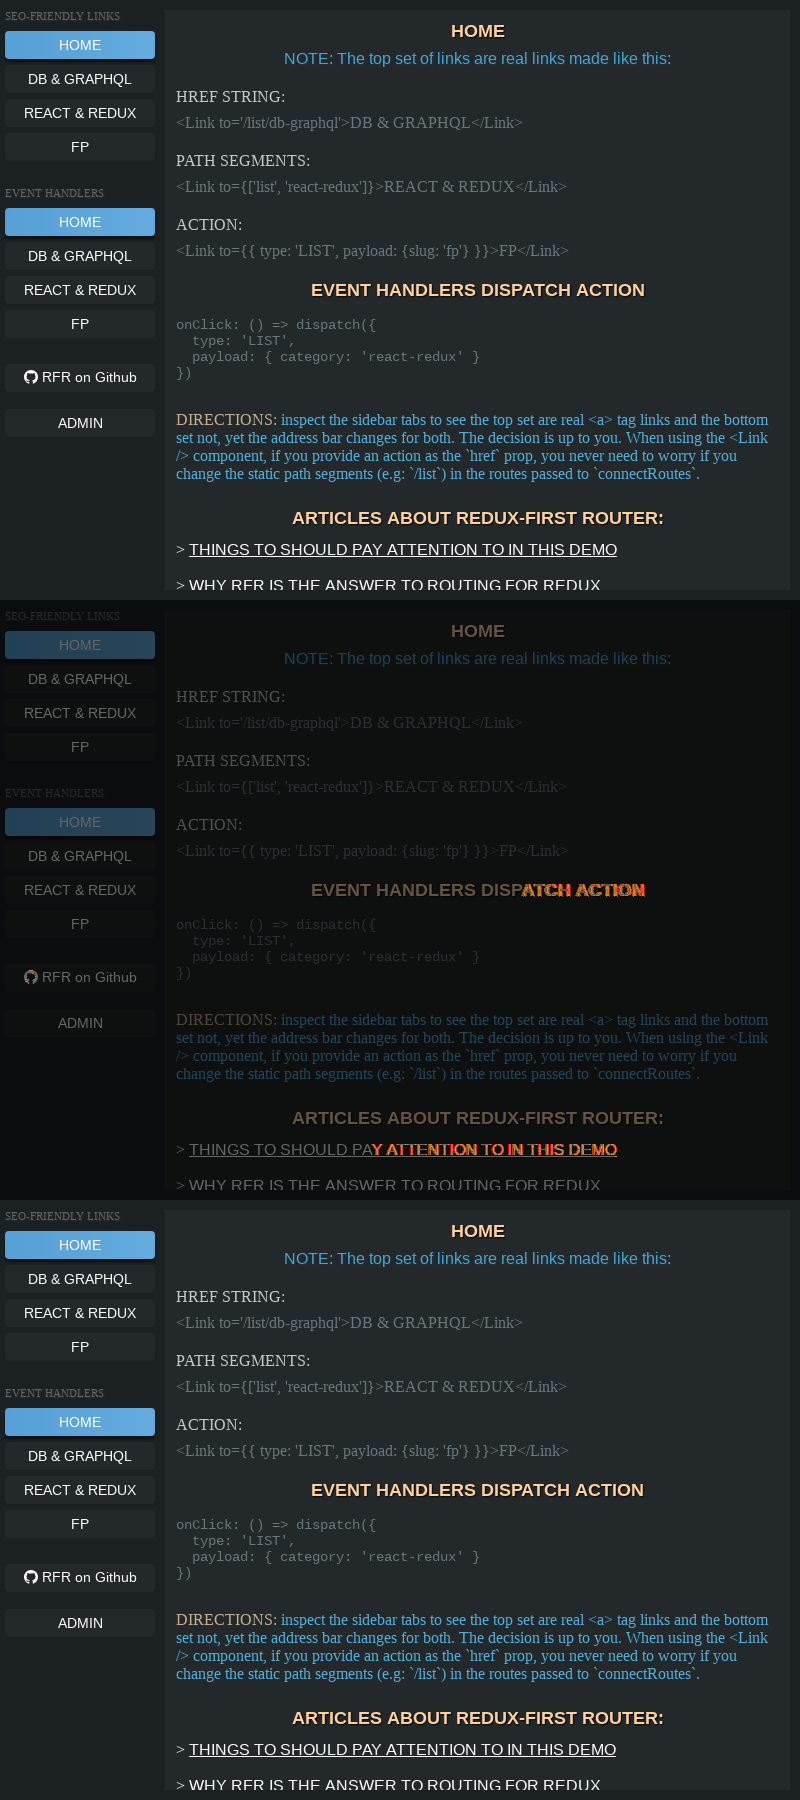 SEO-FRIENDLY LINKS
HOME
DB & GRAPHQL
REACT & REDUX
FP
EVENT HANDLERS
HOME
DB & GRAPHQL
REACT & REDUX
FP
RFR on Github
ADMIN
HOME
NOTE: The top set of links are real links made like this:
HREF STRING:
<Link to='/list/db-graphql'>DB & GRAPHQL</Link>
PATH SEGMENTS:
<Link to={['list', 'react-redux']}>REACT & REDUX</Link>
ACTION:
<Link to={{ type: 'LIST', payload: {slug: 'fp'} }}>FP</Link>
EVENT HANDLERS DISPATCH ACTION
onClick: () => dispatch({
  type: 'LIST',
  payload: { category: 'react-redux' }
})
DIRECTIONS: inspect the sidebar tabs to see the top set are real <a> tag links and the bottom
set not, yet the address bar changes for both. The decision is up to you. When using the <Link
/> component, if you provide an action as the `href` prop, you never need to worry if you
change the static path segments (e.g: `/list`) in the routes passed to `connectRoutes`.
ARTICLES ABOUT REDUX-FIRST ROUTER:
> THINGS TO SHOULD PAY ATTENTION TO IN THIS DEMO
> WHY RFR IS THE ANSWER TO ROUTING FOR REDUX
SEO-FRIENDLY LINKS
HOME
DB & GRAPHQL
REACT & REDUX
FP
EVENT HANDLERS
HOME
DB & GRAPHQL
REACT & REDUX
FP
RFR on Github
ADMIN
HOME
NOTE: The top set of links are real links made like this:
HREF STRING:
<Link to='/list/db-graphql'>DB & GRAPHQL</Link>
PATH SEGMENTS:
<Link to={['list', 'react-redux']}>REACT & REDUX</Link>
ACTION:
<Link to={{ type: 'LIST', payload: {slug: 'fp'} }}>FP</Link>
EVENT HANDLERS DISPATCH ACTION
onClick: () => dispatch({
  type: 'LIST',
  payload: { category: 'react-redux' }
})
DIRECTIONS: inspect the sidebar tabs to see the top set are real <a> tag links and the bottom
set not, yet the address bar changes for both. The decision is up to you. When using the <Link
/> component, if you provide an action as the `href` prop, you never need to worry if you
change the static path segments (e.g: `/list`) in the routes passed to `connectRoutes`.
ARTICLES ABOUT REDUX-FIRST ROUTER:
> THINGS TO SHOULD PAY ATTENTION TO IN THIS DEMO
> WHY RFR IS THE ANSWER TO ROUTING FOR REDUX
SEO-FRIENDLY LINKS
HOME
DB & GRAPHQL
REACT & REDUX
FP
EVENT HANDLERS
HOME
DB & GRAPHQL
REACT & REDUX
FP
RFR on Github
ADMIN
HOME
NOTE: The top set of links are real links made like this:
HREF STRING:
<Link to='/list/db-graphql'>DB & GRAPHQL</Link>
PATH SEGMENTS:
<Link to={['list', 'react-redux']}>REACT & REDUX</Link>
ACTION:
<Link to={{ type: 'LIST', payload: {slug: 'fp'} }}>FP</Link>
EVENT HANDLERS DISPATCH ACTION
onClick: () => dispatch({
  type: 'LIST',
  payload: { category: 'react-redux' }
})
DIRECTIONS: inspect the sidebar tabs to see the top set are real <a> tag links and the bottom
set not, yet the address bar changes for both. The decision is up to you. When using the <Link
/> component, if you provide an action as the `href` prop, you never need to worry if you
change the static path segments (e.g: `/list`) in the routes passed to `connectRoutes`.
ARTICLES ABOUT REDUX-FIRST ROUTER:
> THINGS TO SHOULD PAY ATTENTION TO IN THIS DEMO
> WHY RFR IS THE ANSWER TO ROUTING FOR REDUX